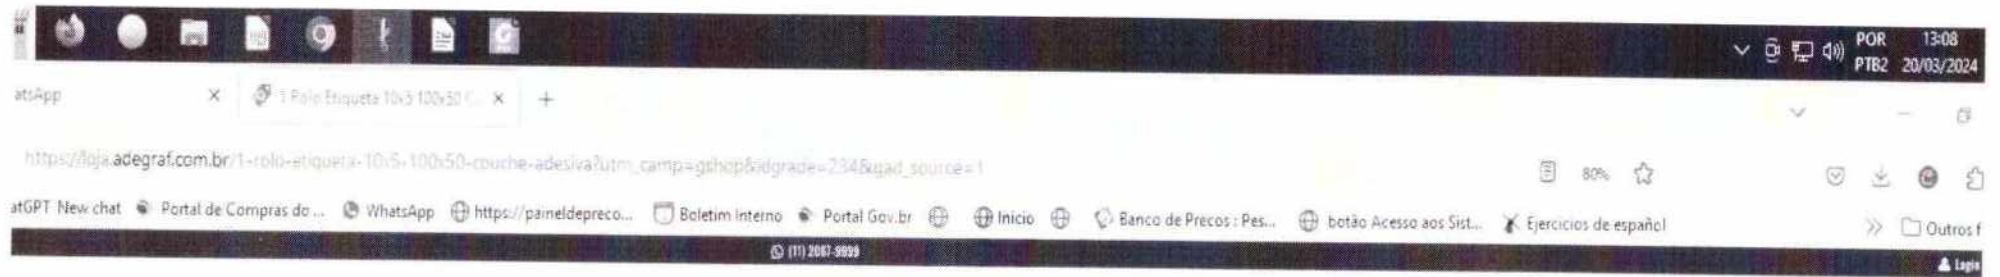 POR 13:08
PTB2 20/03/2024
atsApp × 1 Rolo Etiqueta 10x5 100x50 C × +
https://loja.adegraf.com.br/1-rolo-etiqueta-10x5-100x50-couche-adesiva?utm_camp=gshop&idgrade=234&gad_source=1 80%
atGPT New chat Portal de Compras do ... WhatsApp https://paineldepreco... Boletim Interno Portal Gov.br Inicio Banco de Precos : Pes... botão Acesso aos Sist... Ejercicios de español Outros f
(11) 2087-9999
Login